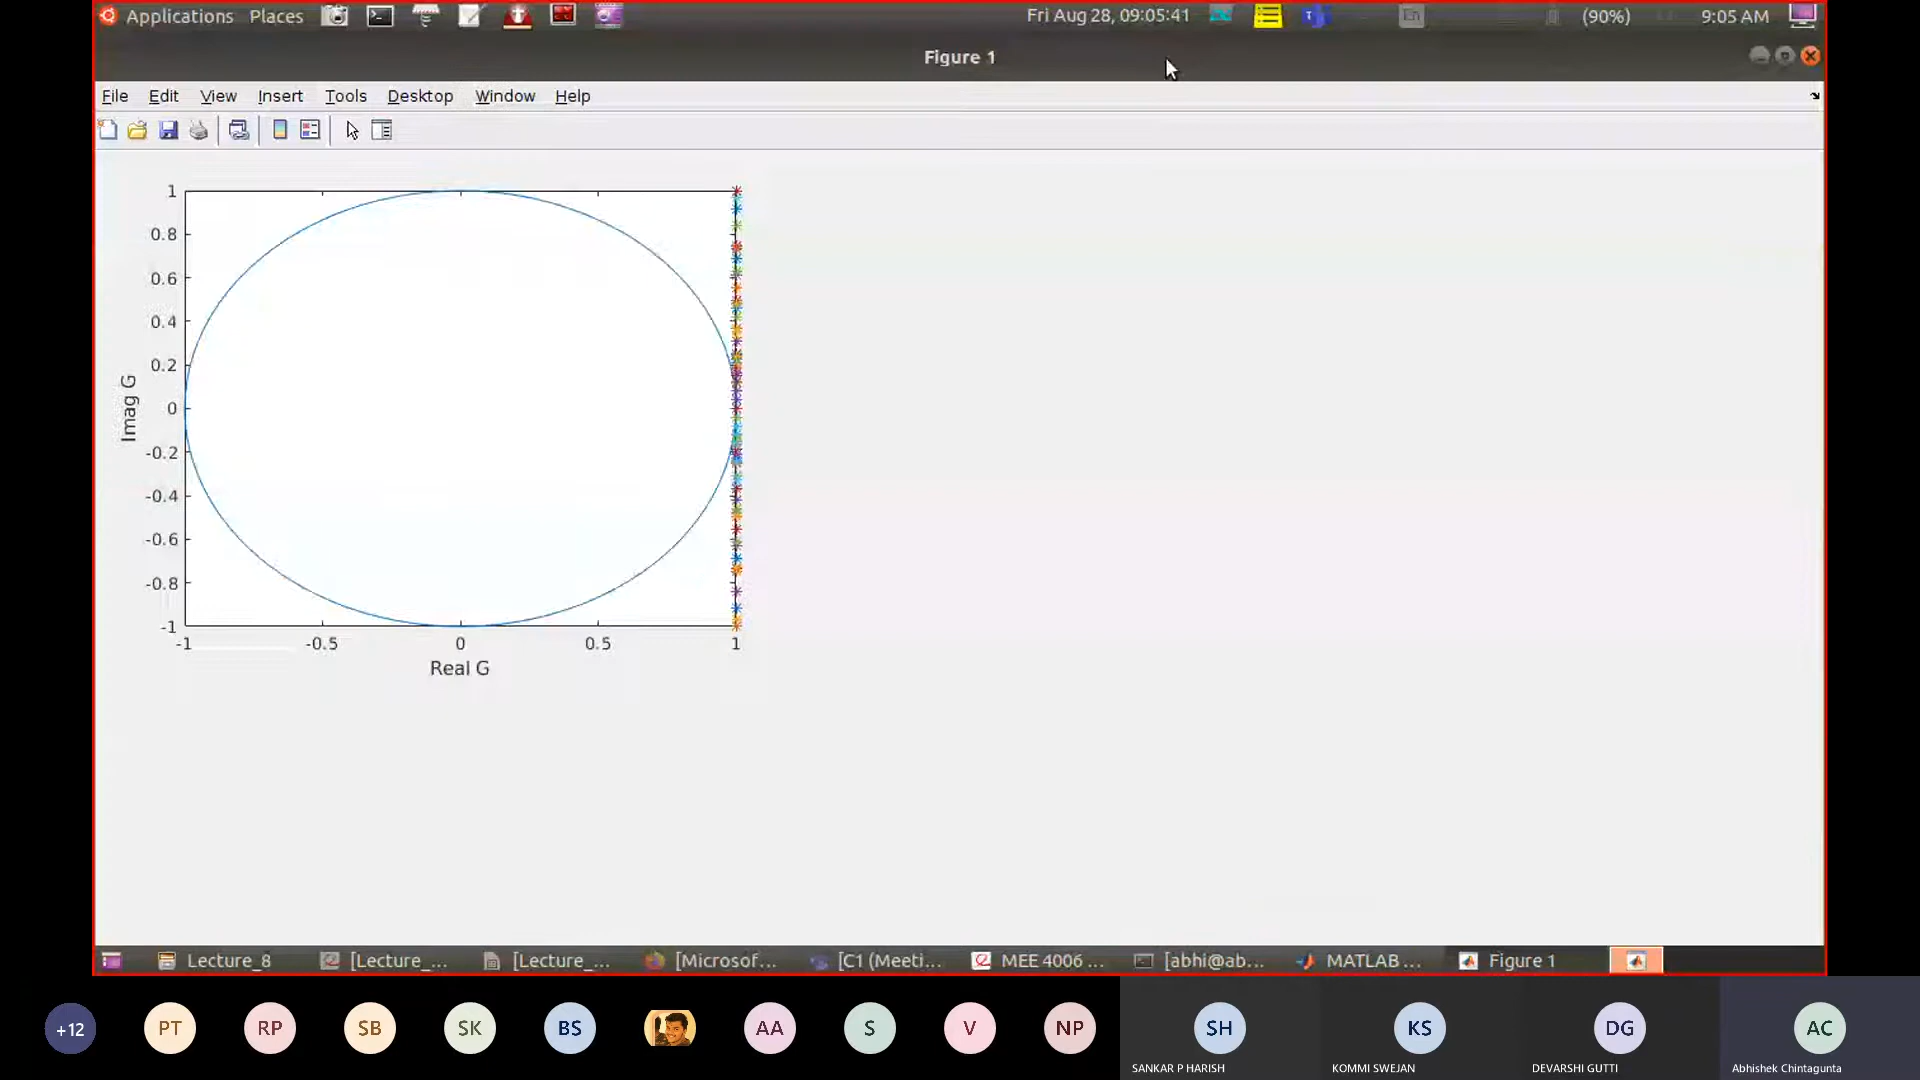 Applications Places Fri Aug 28, 09:05:41 En (90%) 9:05 AM
Figure 1
File Edit View Insert Tools Desktop Window Help
1
0.8
0.6
0.4
0.2
0
-0.2
-0.4
-0.6
-0.8
-1
Imag G
-1 -0.5 0 0.5 1
Real G
Lecture_8 [Lecture_... [Lecture_... [Microsof... [C1 (Meeti... MEE 4006 ... [abhi@ab... MATLAB ... Figure 1
+12 PT RP SB SK BS AA S V NP SH KS DG AC
SANKAR P HARISH KOMMI SWEJAN DEVARSHI GUTTI Abhishek Chintagunta